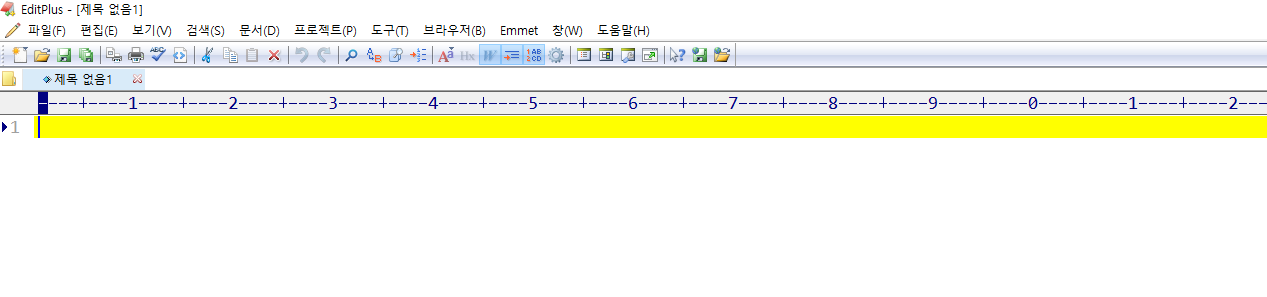 EditPlus - [제목 없음1]
파일(F) 편집(E) 보기(V) 검색(S) 문서(D) 프로젝트(P) 도구(T) 브라우저(B) Emmet 창(W) 도움말(H)
제목 없음1
----+----1----+----2----+----3----+----4----+----5----+----6----+----7----+----8----+----9----+----0----+----1----+----2---
1